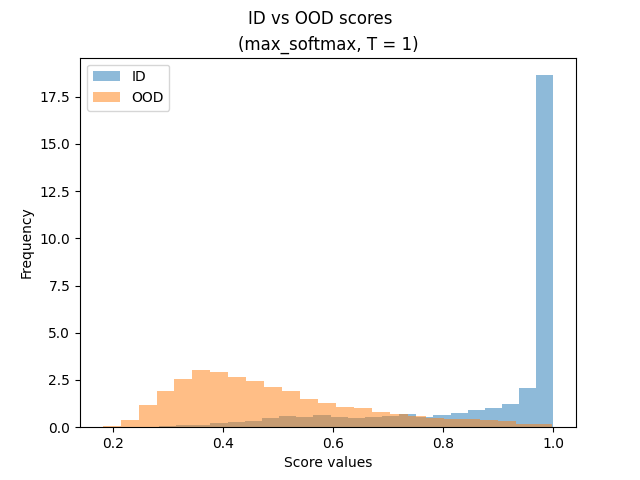 ID vs OOD scores
(max_softmax, T = 1)
ID
OOD
17.5
15.0
12.5
10.0
7.5
5.0
2.5
0.0
Frequency
0.2
0.4
0.6
0.8
1.0
Score values